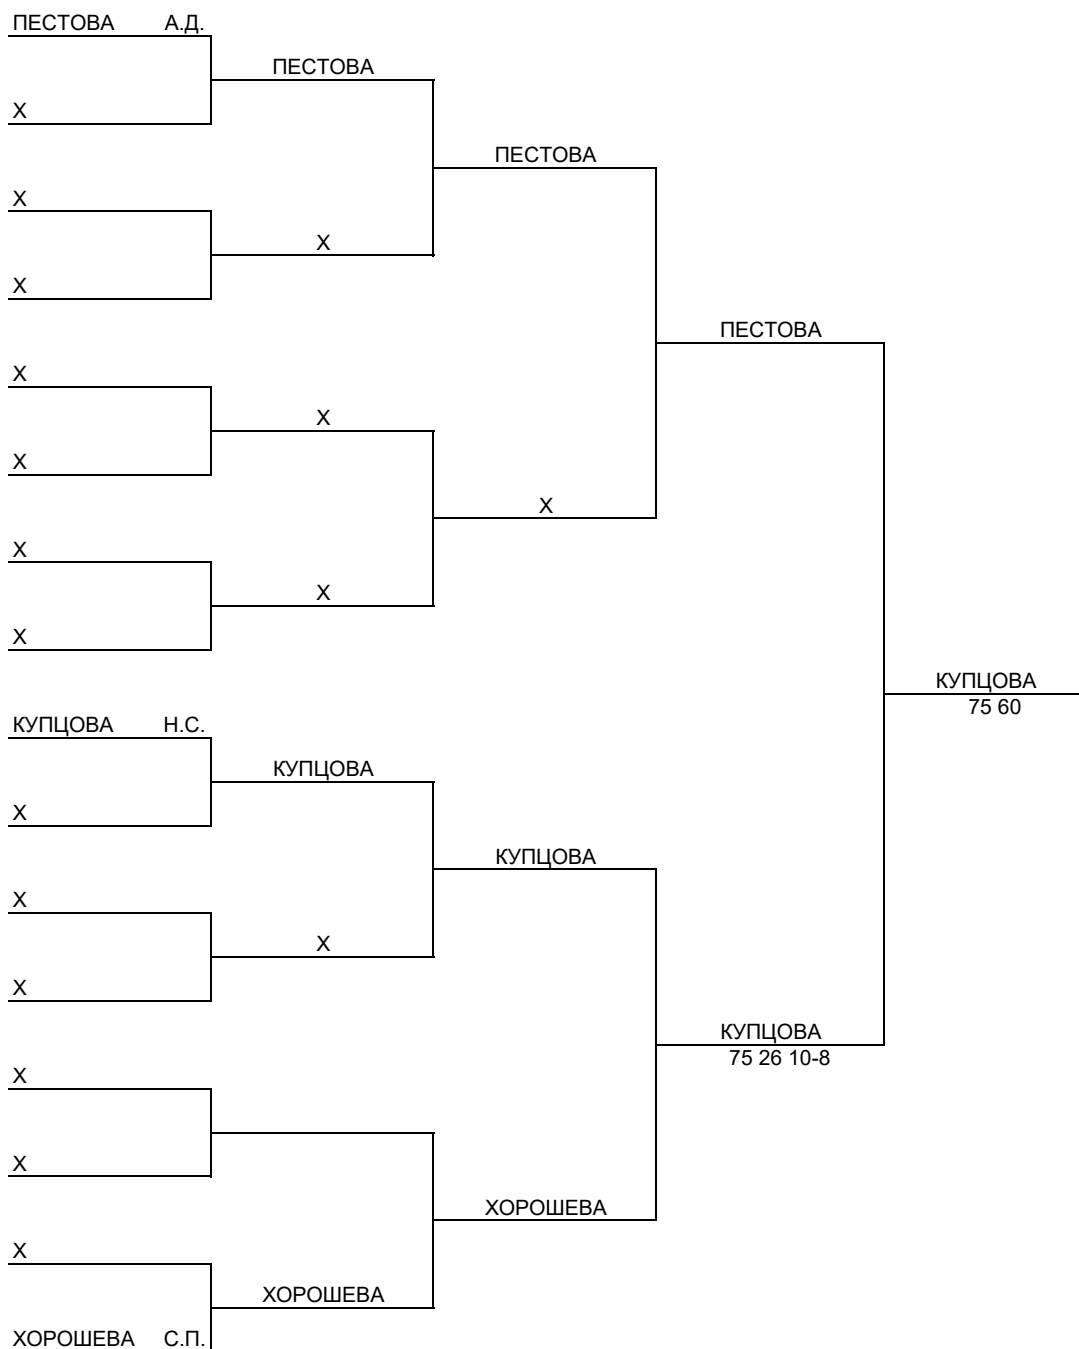 ПЕСТОВА А.Д.
ПЕСТОВА
Х
ПЕСТОВА
Х
Х
Х
ПЕСТОВА
Х
Х
Х
Х
Х
Х
Х
КУПЦОВА
75 60
КУПЦОВА Н.С.
КУПЦОВА
Х
КУПЦОВА
Х
Х
Х
КУПЦОВА
75 26 10-8
Х
Х
ХОРОШЕВА
Х
ХОРОШЕВА
ХОРОШЕВА С.П.